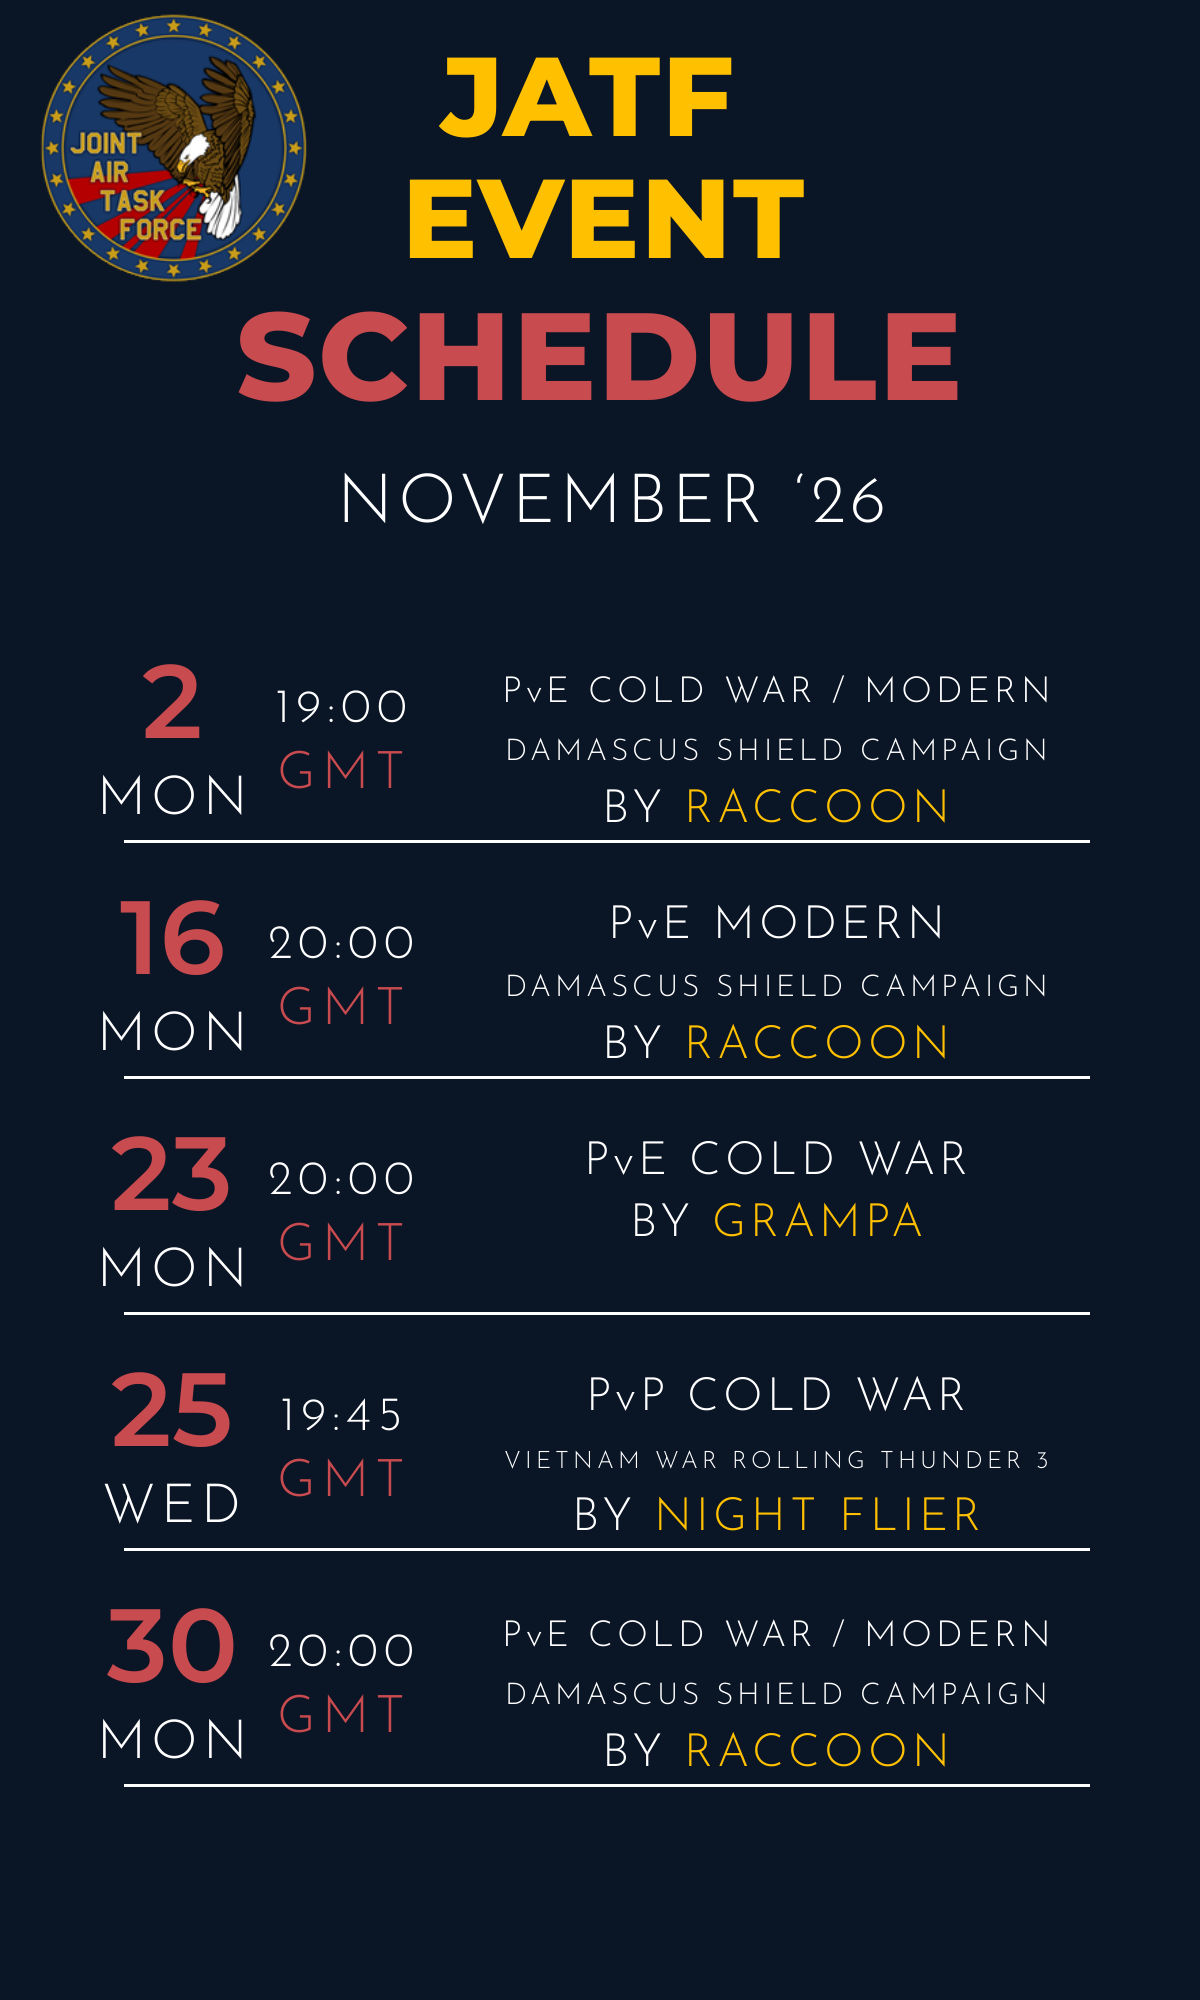 JOINT
AIR
TASK
FORCE
JATF
EVENT
SCHEDULE
NOVEMBER ‘26
2
MON
19:00
GMT
PvE COLD WAR / MODERN
DAMASCUS SHIELD CAMPAIGN
BY RACCOON
16
MON
20:00
GMT
PvE MODERN
DAMASCUS SHIELD CAMPAIGN
BY RACCOON
23
MON
20:00
GMT
PvE COLD WAR
BY GRAMPA
25
WED
19:45
GMT
PvP COLD WAR
VIETNAM WAR ROLLING THUNDER 3
BY NIGHT FLIER
30
MON
20:00
GMT
PvE COLD WAR / MODERN
DAMASCUS SHIELD CAMPAIGN
BY RACCOON